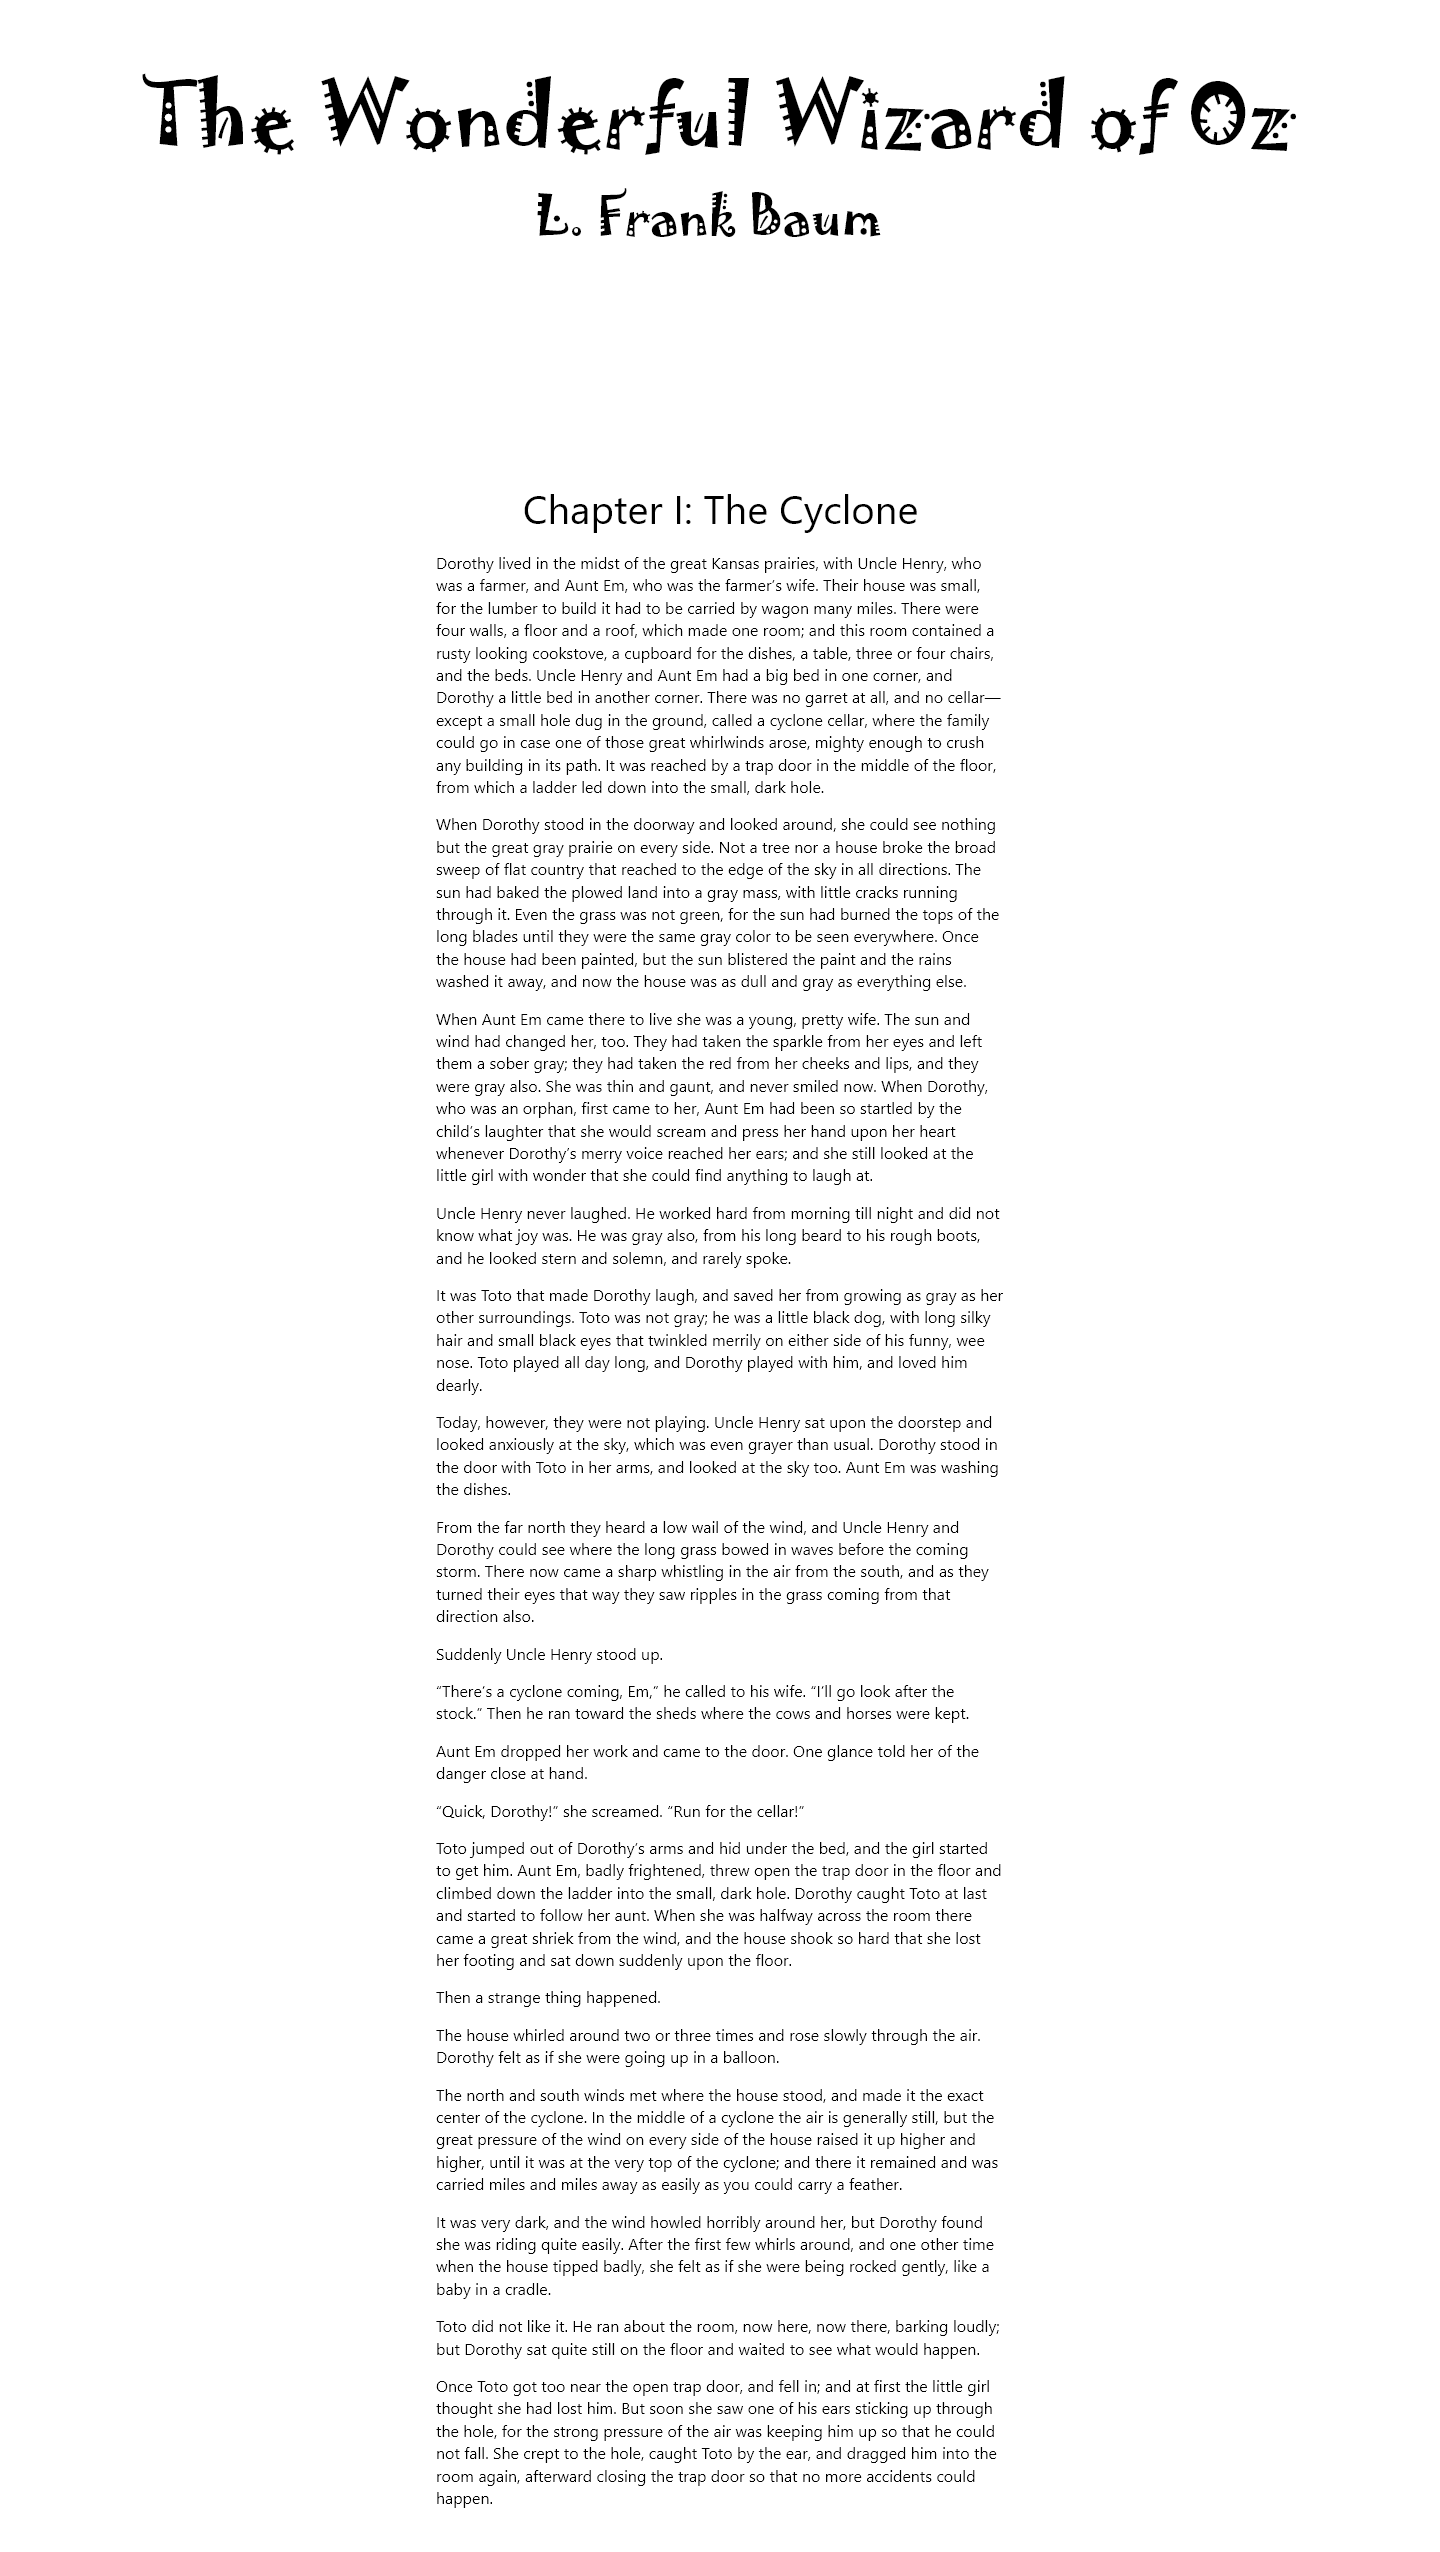 The Wonderful Wizard of Oz
L. Frank Baum
Chapter I: The Cyclone
Dorothy lived in the midst of the great Kansas prairies, with Uncle Henry, who
was a farmer, and Aunt Em, who was the farmer’s wife. Their house was small,
for the lumber to build it had to be carried by wagon many miles. There were
four walls, a floor and a roof, which made one room; and this room contained a
rusty looking cookstove, a cupboard for the dishes, a table, three or four chairs,
and the beds. Uncle Henry and Aunt Em had a big bed in one corner, and
Dorothy a little bed in another corner. There was no garret at all, and no cellar—
except a small hole dug in the ground, called a cyclone cellar, where the family
could go in case one of those great whirlwinds arose, mighty enough to crush
any building in its path. It was reached by a trap door in the middle of the floor,
from which a ladder led down into the small, dark hole.
When Dorothy stood in the doorway and looked around, she could see nothing
but the great gray prairie on every side. Not a tree nor a house broke the broad
sweep of flat country that reached to the edge of the sky in all directions. The
sun had baked the plowed land into a gray mass, with little cracks running
through it. Even the grass was not green, for the sun had burned the tops of the
long blades until they were the same gray color to be seen everywhere. Once
the house had been painted, but the sun blistered the paint and the rains
washed it away, and now the house was as dull and gray as everything else.
When Aunt Em came there to live she was a young, pretty wife. The sun and
wind had changed her, too. They had taken the sparkle from her eyes and left
them a sober gray; they had taken the red from her cheeks and lips, and they
were gray also. She was thin and gaunt, and never smiled now. When Dorothy,
who was an orphan, first came to her, Aunt Em had been so startled by the
child’s laughter that she would scream and press her hand upon her heart
whenever Dorothy’s merry voice reached her ears; and she still looked at the
little girl with wonder that she could find anything to laugh at.
Uncle Henry never laughed. He worked hard from morning till night and did not
know what joy was. He was gray also, from his long beard to his rough boots,
and he looked stern and solemn, and rarely spoke.
It was Toto that made Dorothy laugh, and saved her from growing as gray as her
other surroundings. Toto was not gray; he was a little black dog, with long silky
hair and small black eyes that twinkled merrily on either side of his funny, wee
nose. Toto played all day long, and Dorothy played with him, and loved him
dearly.
Today, however, they were not playing. Uncle Henry sat upon the doorstep and
looked anxiously at the sky, which was even grayer than usual. Dorothy stood in
the door with Toto in her arms, and looked at the sky too. Aunt Em was washing
the dishes.
From the far north they heard a low wail of the wind, and Uncle Henry and
Dorothy could see where the long grass bowed in waves before the coming
storm. There now came a sharp whistling in the air from the south, and as they
turned their eyes that way they saw ripples in the grass coming from that
direction also.
Suddenly Uncle Henry stood up.
“There’s a cyclone coming, Em,” he called to his wife. “I’ll go look after the
stock.” Then he ran toward the sheds where the cows and horses were kept.
Aunt Em dropped her work and came to the door. One glance told her of the
danger close at hand.
“Quick, Dorothy!” she screamed. “Run for the cellar!”
Toto jumped out of Dorothy’s arms and hid under the bed, and the girl started
to get him. Aunt Em, badly frightened, threw open the trap door in the floor and
climbed down the ladder into the small, dark hole. Dorothy caught Toto at last
and started to follow her aunt. When she was halfway across the room there
came a great shriek from the wind, and the house shook so hard that she lost
her footing and sat down suddenly upon the floor.
Then a strange thing happened.
The house whirled around two or three times and rose slowly through the air.
Dorothy felt as if she were going up in a balloon.
The north and south winds met where the house stood, and made it the exact
center of the cyclone. In the middle of a cyclone the air is generally still, but the
great pressure of the wind on every side of the house raised it up higher and
higher, until it was at the very top of the cyclone; and there it remained and was
carried miles and miles away as easily as you could carry a feather.
It was very dark, and the wind howled horribly around her, but Dorothy found
she was riding quite easily. After the first few whirls around, and one other time
when the house tipped badly, she felt as if she were being rocked gently, like a
baby in a cradle.
Toto did not like it. He ran about the room, now here, now there, barking loudly;
but Dorothy sat quite still on the floor and waited to see what would happen.
Once Toto got too near the open trap door, and fell in; and at first the little girl
thought she had lost him. But soon she saw one of his ears sticking up through
the hole, for the strong pressure of the air was keeping him up so that he could
not fall. She crept to the hole, caught Toto by the ear, and dragged him into the
room again, afterward closing the trap door so that no more accidents could
happen.